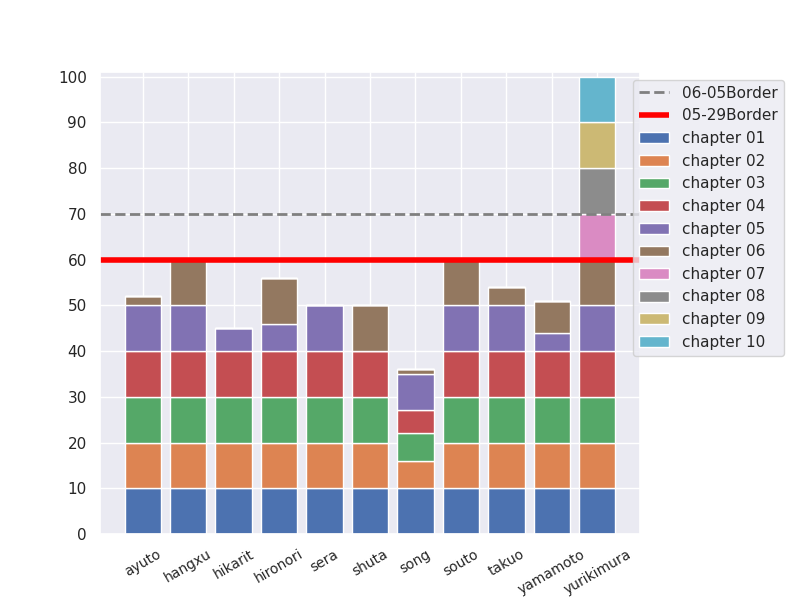 100
90
80
70
60
50
40
30
20
10
0
ayuto
hangxu
hikarit
hironori
sera
shuta
song
souto
takuo
yamamoto
yurikimura
06-05Border
05-29Border
chapter 01
chapter 02
chapter 03
chapter 04
chapter 05
chapter 06
chapter 07
chapter 08
chapter 09
chapter 10